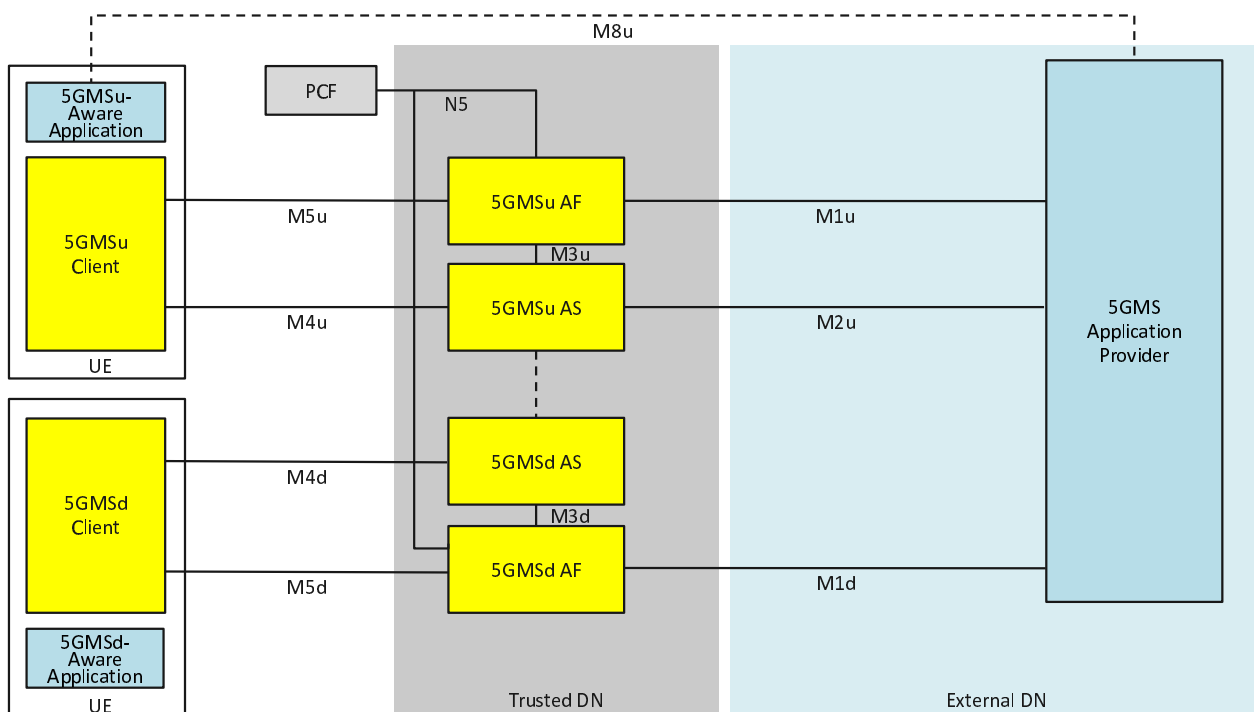 M8u
5GMSu-
Aware
Application
PCF
N5
5GMSu
Client
UE
M5u
5GMSu AF
M1u
M3u
M4u
5GMSu AS
M2u
5GMS
Application
Provider
5GMSd
Client
M4d
5GMSd AS
M3d
M5d
5GMSd AF
M1d
5GMSd-
Aware
Application
UE
Trusted DN
External DN